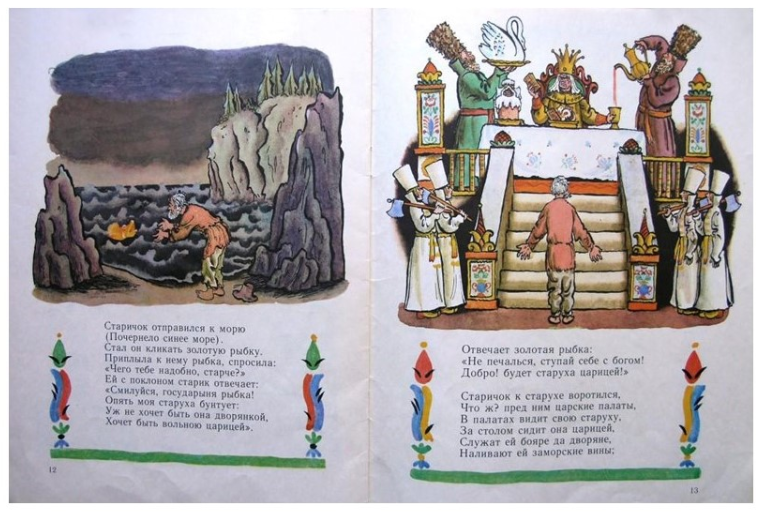 Старичок отправился к морю
(Почернело синее море).
Стал он кликать золотую рыбку.
Приплыла к нему рыбка, спросила:
«Чего тебе надобно, старче?»
Ей с поклоном старик отвечает:
«Смилуйся, государыня рыбка!
Опять моя старуха бунтует:
Уж не хочет быть она дворянкой,
Хочет быть вольною царицей».
12
Отвечает золотая рыбка:
«Не печалься, ступай себе с богом!
Добро! будет старуха царицей!»
Старичок к старухе воротился,
Что ж? пред ним царские палаты,
В палатах видит свою старуху,
За столом сидит она царицей,
Служат ей бояре да дворяне,
Наливают ей заморские вины;
13